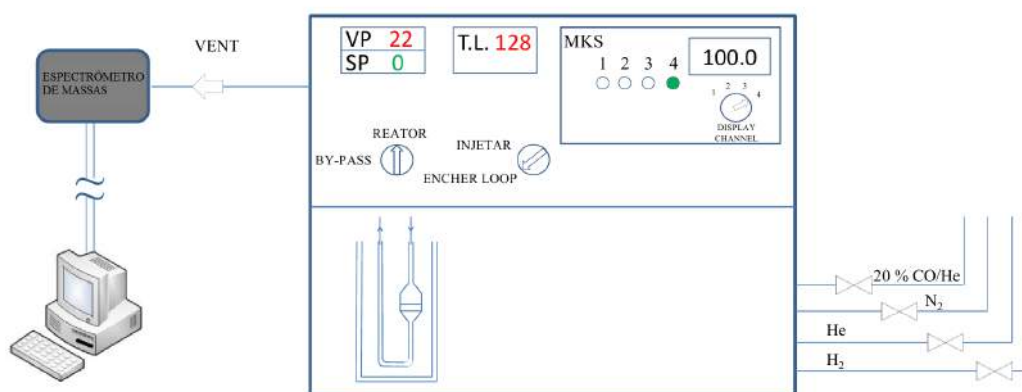 VENT
ESPECTRÓMETRO
DE MASSAS
VP 22
SP 0
T.L. 128
MKS
1 2 3 4
100.0
1 2 3 4
DISPLAY
CHANNEL
REATOR
BY-PASS
INJETAR
ENCHER LOOP
20 % CO/He
N₂
He
H₂